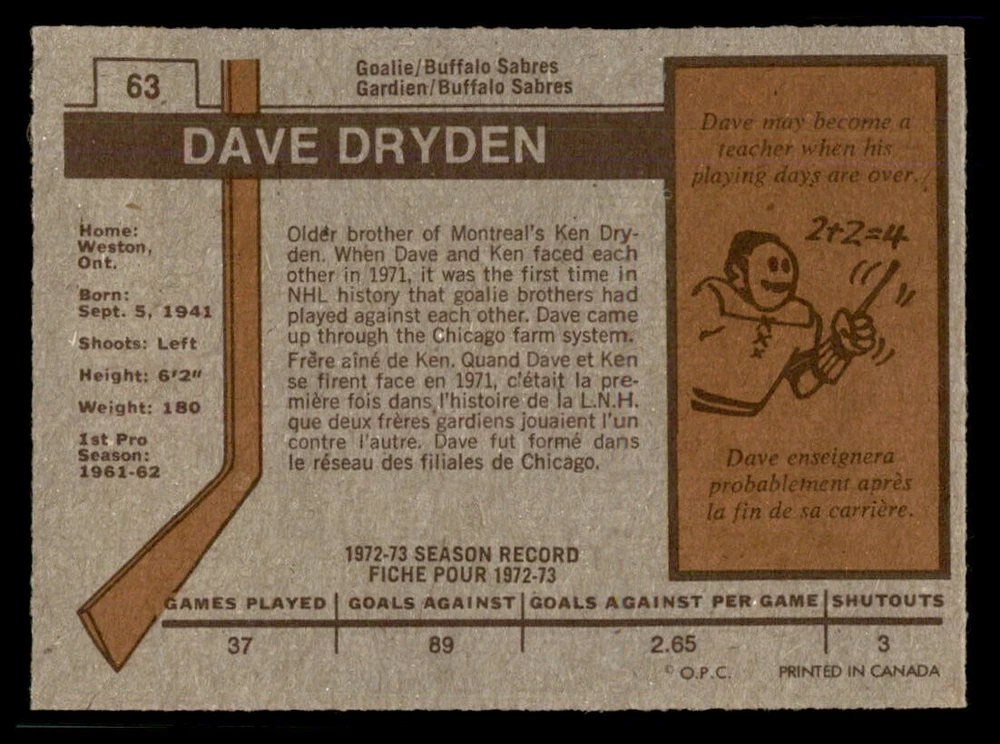 63
Goalie/Buffalo Sabres
Gardien/Buffalo Sabres
DAVE DRYDEN
Home:
Weston,
Ont.
Born:
Sept. 5, 1941
Shoots: Left
Height: 6'2"
Weight: 180
1st Pro
Season:
1961-62
Older brother of Montreal's Ken Dry-
den. When Dave and Ken faced each
other in 1971, it was the first time in
NHL history that goalie brothers had
played against each other. Dave came
up through the Chicago farm system.
Frère aîné de Ken. Quand Dave et Ken
se firent face en 1971, c'était la pre-
mière fois dans l'histoire de la L.N.H.
que deux frères gardiens jouaient l'un
contre l'autre. Dave fut formé dans
le réseau des filiales de Chicago.
Dave may become a
teacher when his
playing days are over.
2+2=4
Dave enseignera
probablement après
la fin de sa carrière.
1972-73 SEASON RECORD
FICHE POUR 1972-73
GAMES PLAYED GOALS AGAINST GOALS AGAINST PER GAME SHUTOUTS
37 89 2.65 3
© O.P.C. PRINTED IN CANADA